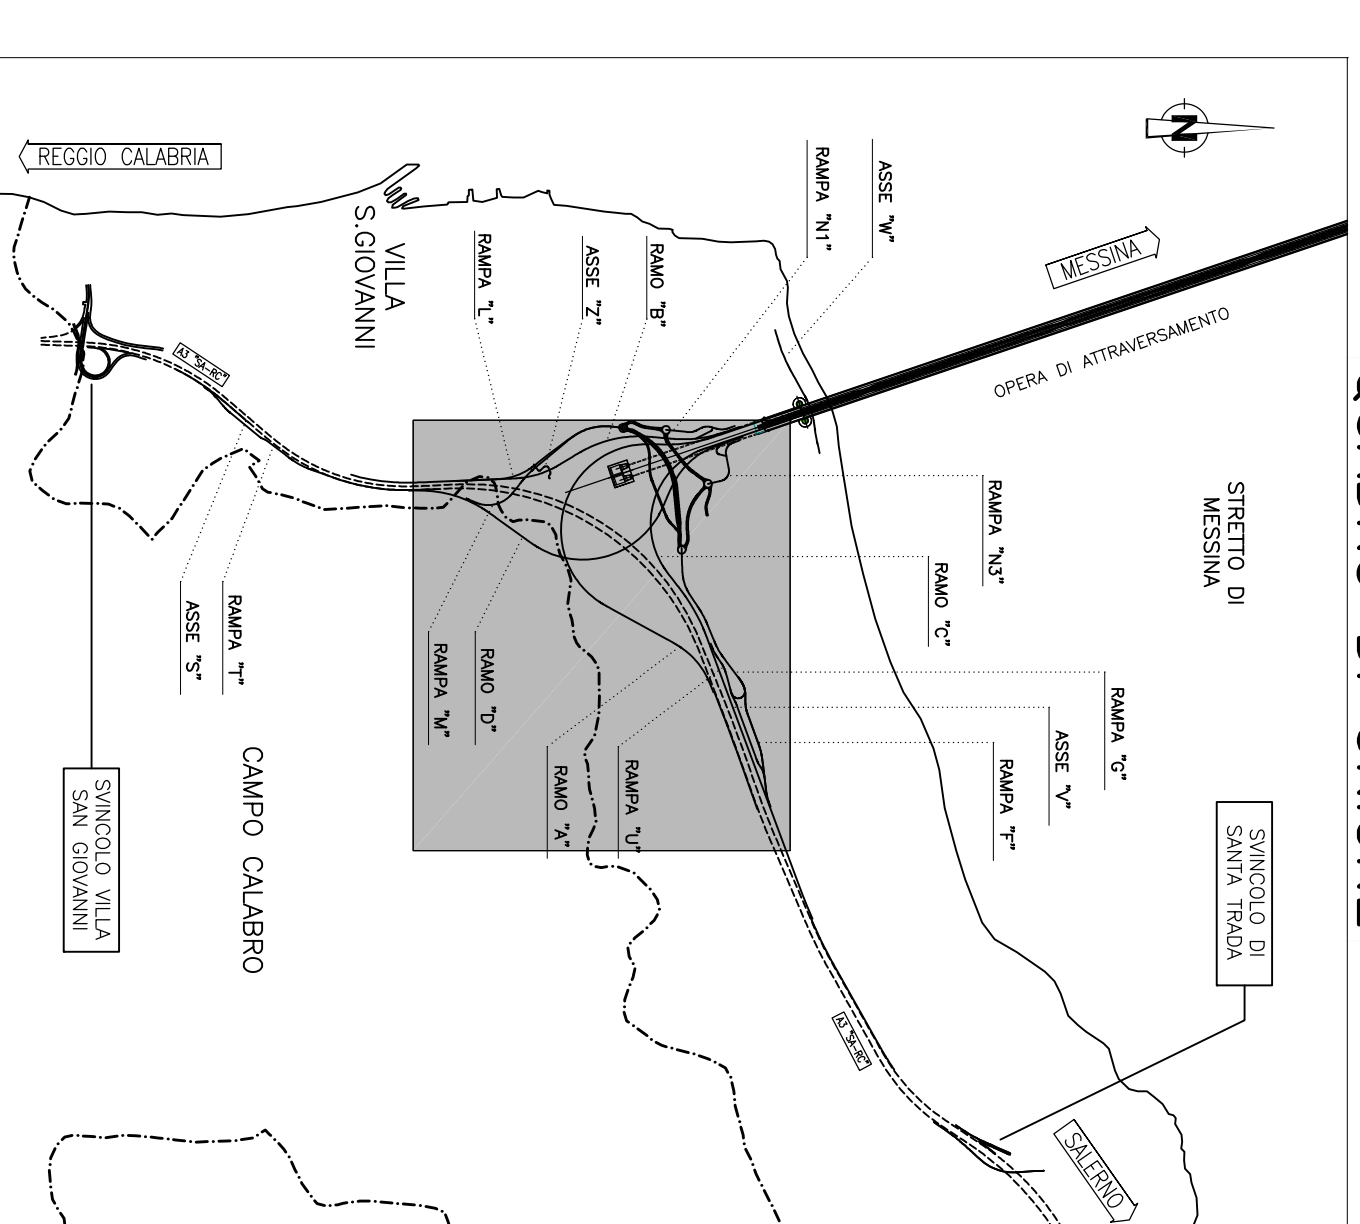 N
REGGIO CALABRIA
VILLA
S.GIOVANNI
RAMPA "L"
ASSE "Z"
RAMO "B"
RAMPA "N1"
ASSE "W"
MESSINA
OPERA DI ATTRAVERSAMENTO
STRETTO DI
MESSINA
A3 "SA-RC"
RAMPA "N3"
RAMO "C"
RAMPA "G"
ASSE "V"
RAMPA "F"
RAMPA "T"
ASSE "S"
RAMO "D"
RAMPA "M"
RAMPA "U"
RAMO "A"
CAMPO CALABRO
SVINCOLO VILLA
SAN GIOVANNI
SVINCOLO DI
SANTA TRADA
A3 "SA-RC"
SALERNO